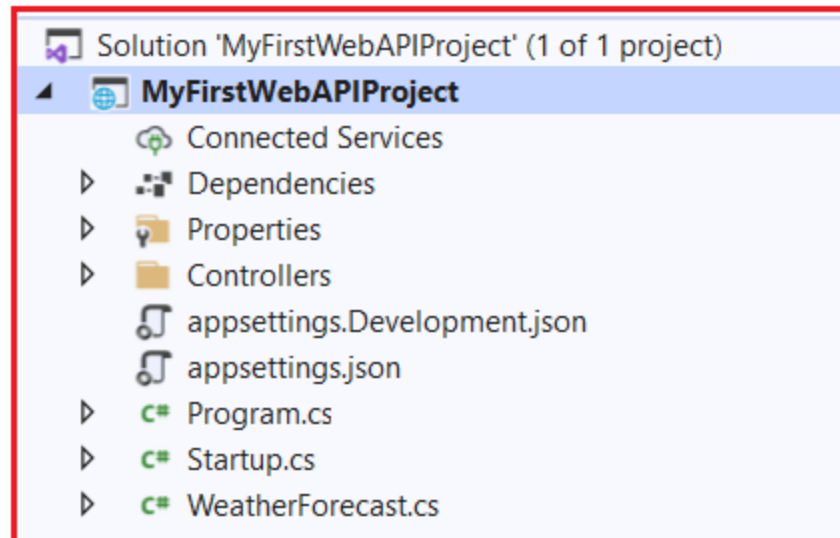 Solution 'MyFirstWebAPIProject' (1 of 1 project)
MyFirstWebAPIProject
Connected Services
Dependencies
Properties
Controllers
appsettings.Development.json
appsettings.json
C# Program.cs
C# Startup.cs
C# WeatherForecast.cs